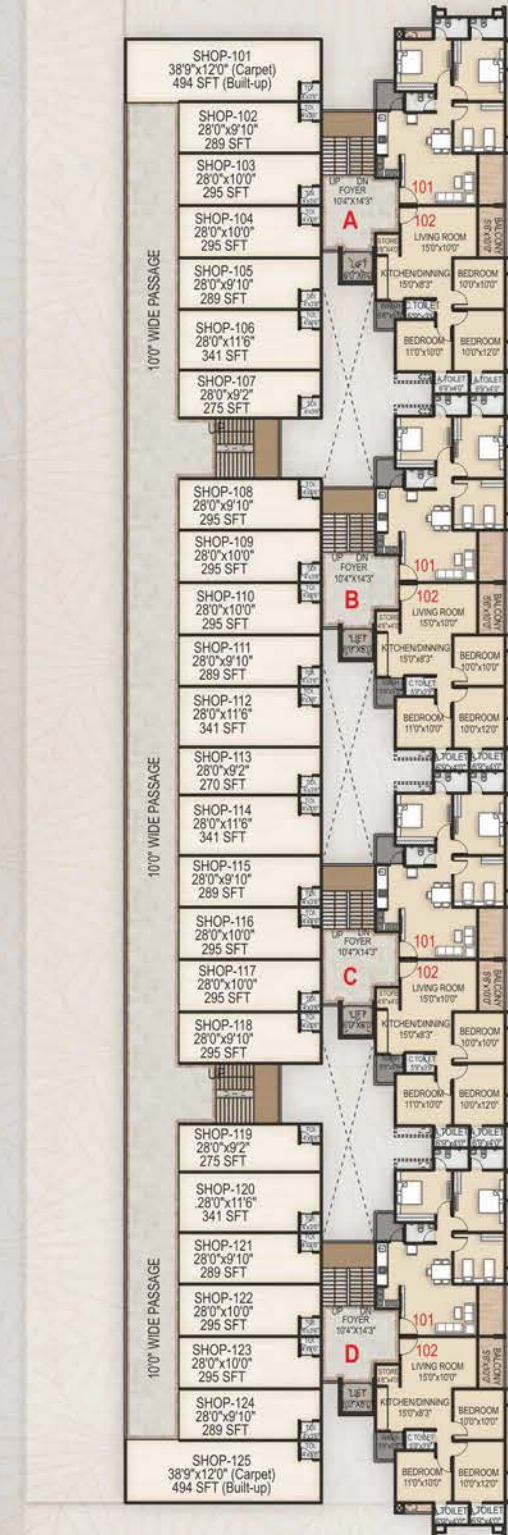 SHOP-101
38'9"x12'0" (Carpet)
494 SFT (Built-up)
SHOP-102
28'0"x9'10"
289 SFT
SHOP-103
28'0"x10'0"
295 SFT
SHOP-104
28'0"x10'0"
295 SFT
SHOP-105
28'0"x9'10"
289 SFT
SHOP-106
28'0"x11'6"
341 SFT
SHOP-107
28'0"x9'2"
275 SFT
10'0" WIDE PASSAGE
UP
UP DN
FOYER
10'4"X14'3"
A
LIFT
101
102
LIVING ROOM
15'0"x10'0"
BALCONY
STORE
KITCHEN/DINNING
15'0"x8'3"
BEDROOM
10'0"x10'0"
C.TOILET
BEDROOM
11'0"x10'0"
BEDROOM
10'0"x12'0"
A.TOILET
A.TOILET
SHOP-108
28'0"x9'10"
295 SFT
SHOP-109
28'0"x10'0"
295 SFT
SHOP-110
28'0"x10'0"
295 SFT
SHOP-111
28'0"x9'10"
289 SFT
SHOP-112
28'0"x11'6"
341 SFT
SHOP-113
28'0"x9'2"
270 SFT
SHOP-114
28'0"x11'6"
341 SFT
SHOP-115
28'0"x9'10"
289 SFT
SHOP-116
28'0"x10'0"
295 SFT
SHOP-117
28'0"x10'0"
295 SFT
SHOP-118
28'0"x9'10"
295 SFT
10'0" WIDE PASSAGE
UP DN
FOYER
10'4"X14'3"
B
LIFT
101
102
LIVING ROOM
15'0"x10'0"
BALCONY
STORE
KITCHEN/DINNING
15'0"x8'3"
BEDROOM
10'0"x10'0"
C.TOILET
BEDROOM
11'0"x10'0"
BEDROOM
10'0"x12'0"
A.TOILET
A.TOILET
UP DN
FOYER
10'4"X14'3"
C
LIFT
101
102
LIVING ROOM
15'0"x10'0"
BALCONY
STORE
KITCHEN/DINNING
15'0"x8'3"
BEDROOM
10'0"x10'0"
C.TOILET
BEDROOM
11'0"x10'0"
BEDROOM
10'0"x12'0"
A.TOILET
A.TOILET
SHOP-119
28'0"x9'2"
275 SFT
SHOP-120
28'0"x11'6"
341 SFT
SHOP-121
28'0"x9'10"
289 SFT
SHOP-122
28'0"x10'0"
295 SFT
SHOP-123
28'0"x10'0"
295 SFT
SHOP-124
28'0"x9'10"
289 SFT
SHOP-125
38'9"x12'0" (Carpet)
494 SFT (Built-up)
10'0" WIDE PASSAGE
UP DN
FOYER
10'4"X14'3"
D
LIFT
101
102
LIVING ROOM
15'0"x10'0"
BALCONY
STORE
KITCHEN/DINNING
15'0"x8'3"
BEDROOM
10'0"x10'0"
C.TOILET
BEDROOM
11'0"x10'0"
BEDROOM
10'0"x12'0"
A.TOILET
A.TOILET